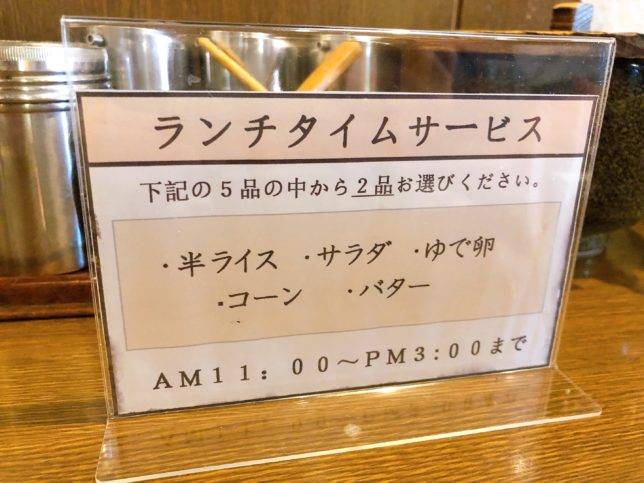 ランチタイムサービス
下記の5品の中から2品お選びください。
・半ライス ・サラダ ・ゆで卵
・コーン ・バター
AM11:00〜PM3:00まで